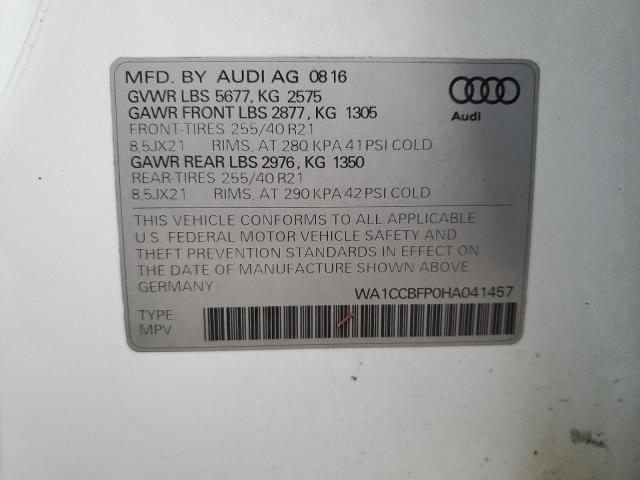 MFD. BY AUDI AG 08 16
GVWR LBS 5677, KG 2575
GAWR FRONT LBS 2877, KG 1305
FRONT-TIRES 255/40 R21
8,5JX21 RIMS, AT 280 KPA 41 PSI COLD
GAWR REAR LBS 2976, KG 1350
REAR-TIRES 255/40 R21
8,5JX21 RIMS, AT 290 KPA 42 PSI COLD
Audi
THIS VEHICLE CONFORMS TO ALL APPLICABLE
U.S. FEDERAL MOTOR VEHICLE SAFETY AND
THEFT PREVENTION STANDARDS IN EFFECT ON
THE DATE OF MANUFACTURE SHOWN ABOVE.
GERMANY WA1CCBFP0HA041457
TYPE
MPV